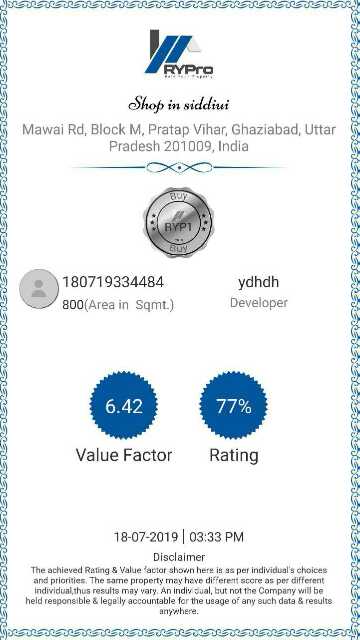 RYPro
Rate Your Property
Shop in siddiui
Mawai Rd, Block M, Pratap Vihar, Ghaziabad, Uttar
Pradesh 201009, India
Buy
RYP1
Buy
180719334484
ydhdh
800(Area in Sqmt.)
Developer
6.42
77%
Value Factor
Rating
18-07-2019 | 03:33 PM
Disclaimer
The achieved Rating & Value factor shown here is as per individual's choices
and priorities. The same property may have different score as per different
individual,thus results may vary. An individual, but not the Company will be
held responsible & legally accountable for the usage of any such data & results
anywhere.